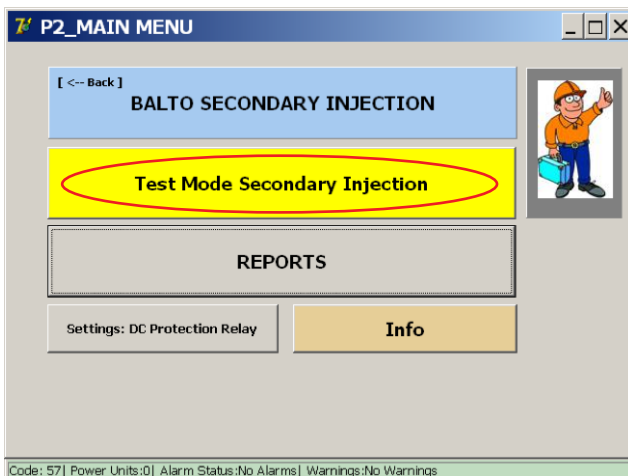 P2_MAIN MENU
[ <-- Back ]
BALTO SECONDARY INJECTION
Test Mode Secondary Injection
REPORTS
Settings: DC Protection Relay
Info
Code: 57| Power Units:0| Alarm Status:No Alarms| Warnings:No Warnings